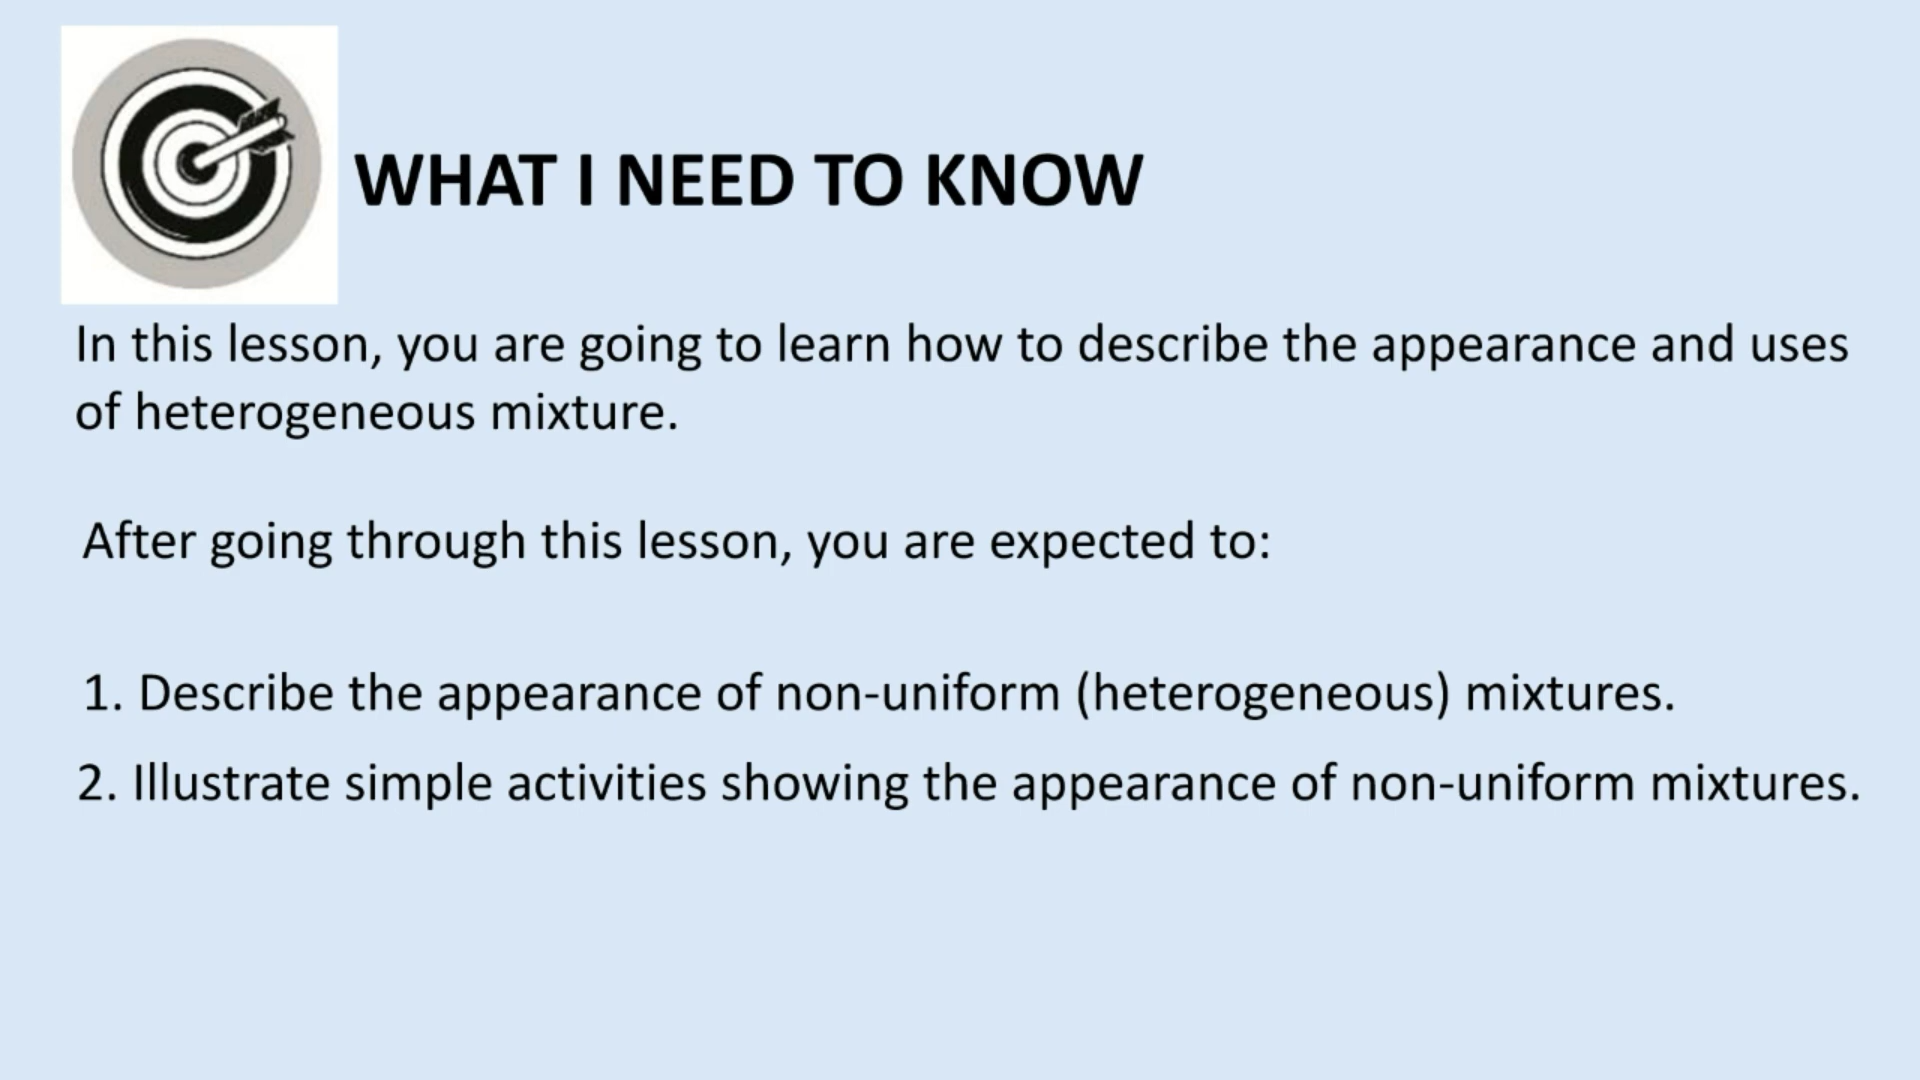 WHAT I NEED TO KNOW
In this lesson, you are going to learn how to describe the appearance and uses
of heterogeneous mixture.
After going through this lesson, you are expected to:
1. Describe the appearance of non-uniform (heterogeneous) mixtures.
2. Illustrate simple activities showing the appearance of non-uniform mixtures.